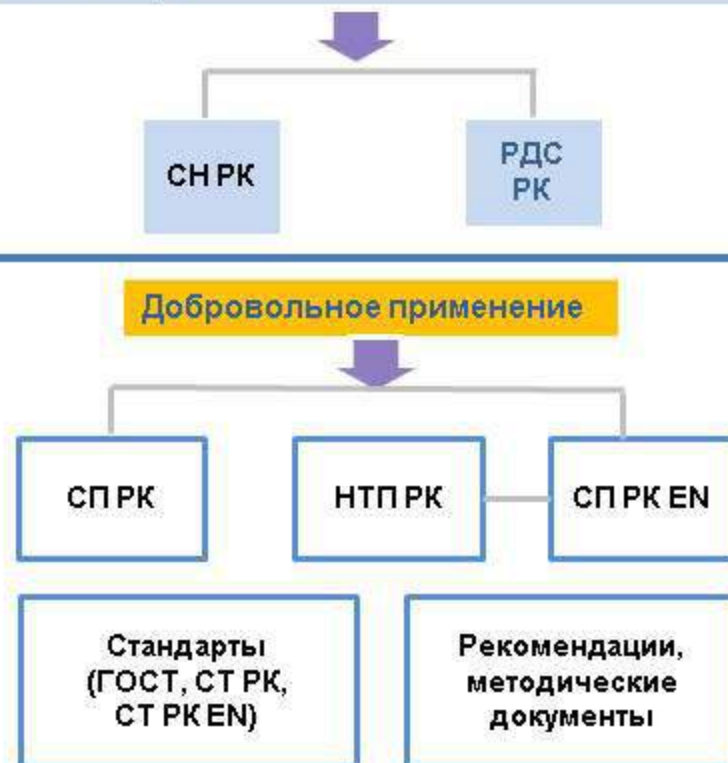 СН РК
РДС
РК
Добровольное применение
СП РК
НТП РК
СП РК EN
Стандарты
(ГОСТ, СТ РК,
СТ РК EN)
Рекомендации,
методические
документы